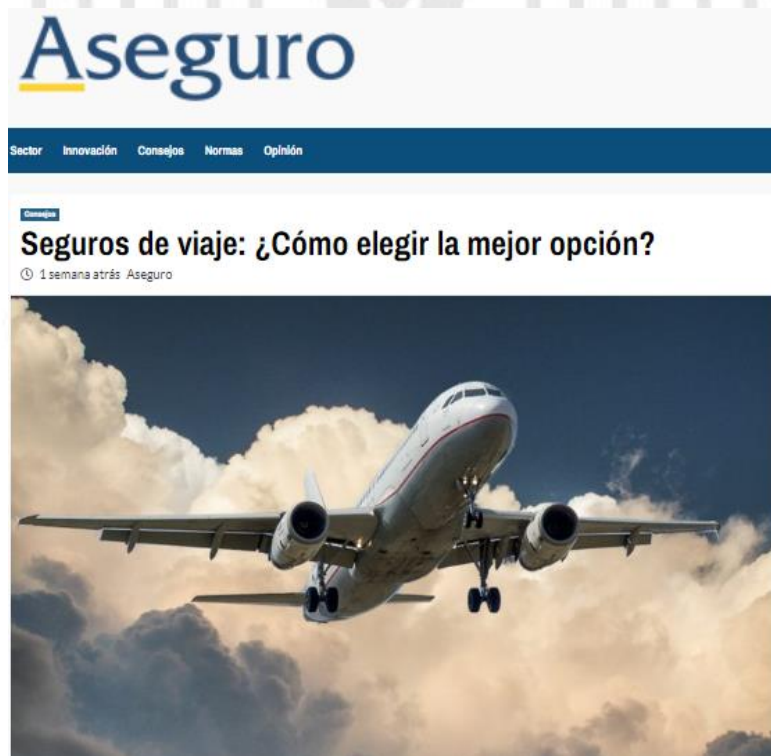 Aseguro
Sector Innovación Consejos Normas Opinión
Consejos
Seguros de viaje: ¿Cómo elegir la mejor opción?
1 semana atrás Aseguro